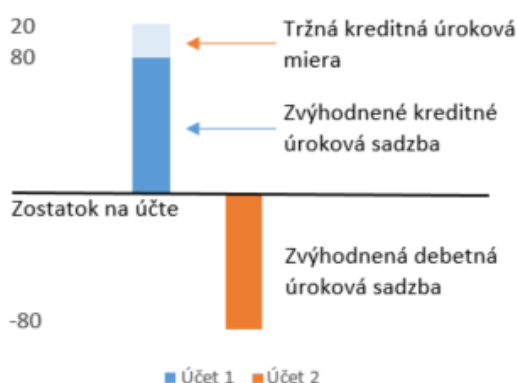 20
80
Tržná kreditná úroková
miera
Zvýhodnené kreditné
úroková sadzba
Zostatok na účte
Zvýhodnená debetná
úroková sadzba
-80
Účet 1 Účet 2